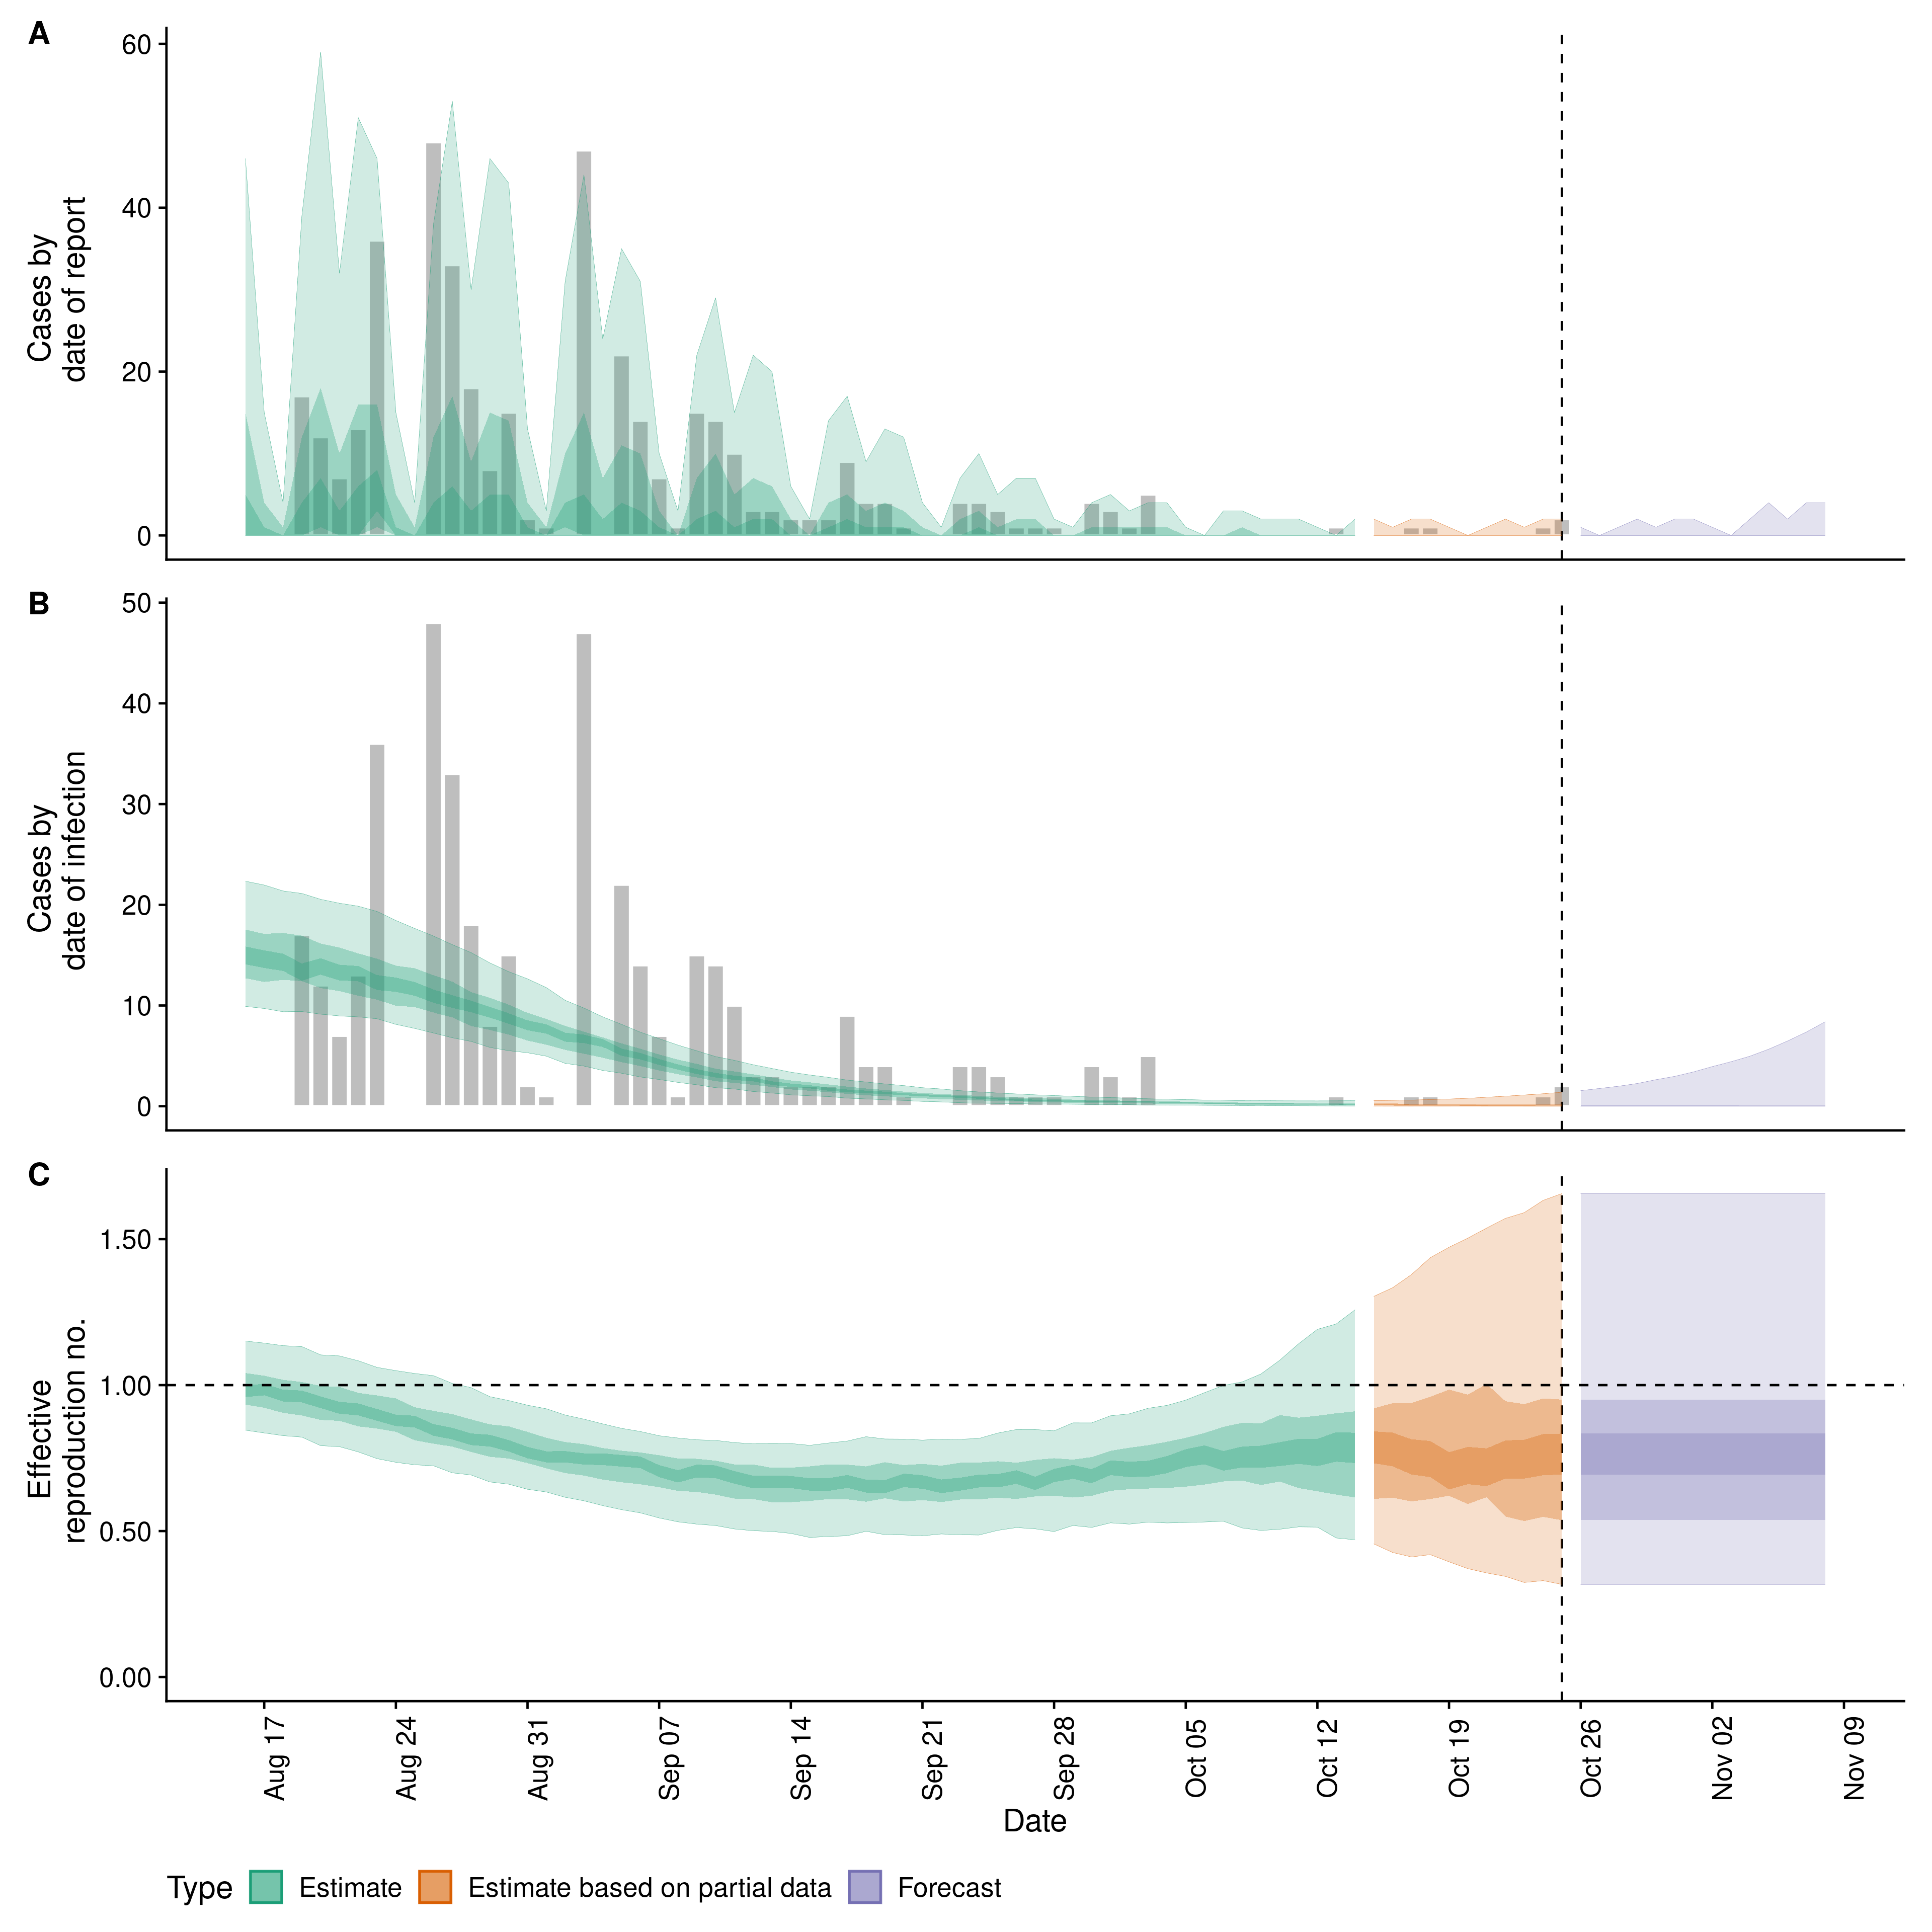 A
60
40
20
0
Cases by
date of report
B
50
40
30
20
10
0
Cases by
date of infection
C
1.50
1.00
0.50
0.00
Effective
reproduction no.
Aug 17
Aug 24
Aug 31
Sep 07
Sep 14
Sep 21
Sep 28
Oct 05
Oct 12
Oct 19
Oct 26
Nov 02
Nov 09
Date
Type Estimate Estimate based on partial data Forecast